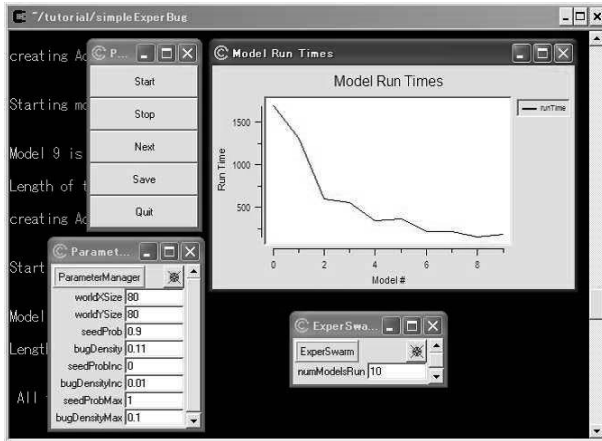 ~/tutorial/simpleExperBug
creating Ac
Starting mo
Model 9 is
Length of t
creating Ac
Start
Model
Length
All
P...
Start
Stop
Next
Save
Quit
Model Run Times
Model Run Times
runTime
Run Time
1500
1000
500
0
2
4
6
8
Model #
Paramet...
ParameterManager
worldXSize 80
worldYSize 80
seedProb 0.9
bugDensity 0.11
seedProbInc 0
bugDensityInc 0.01
seedProbMax 1
bugDensityMax 0.1
ExperSwa...
ExperSwarm
numModelsRun 10